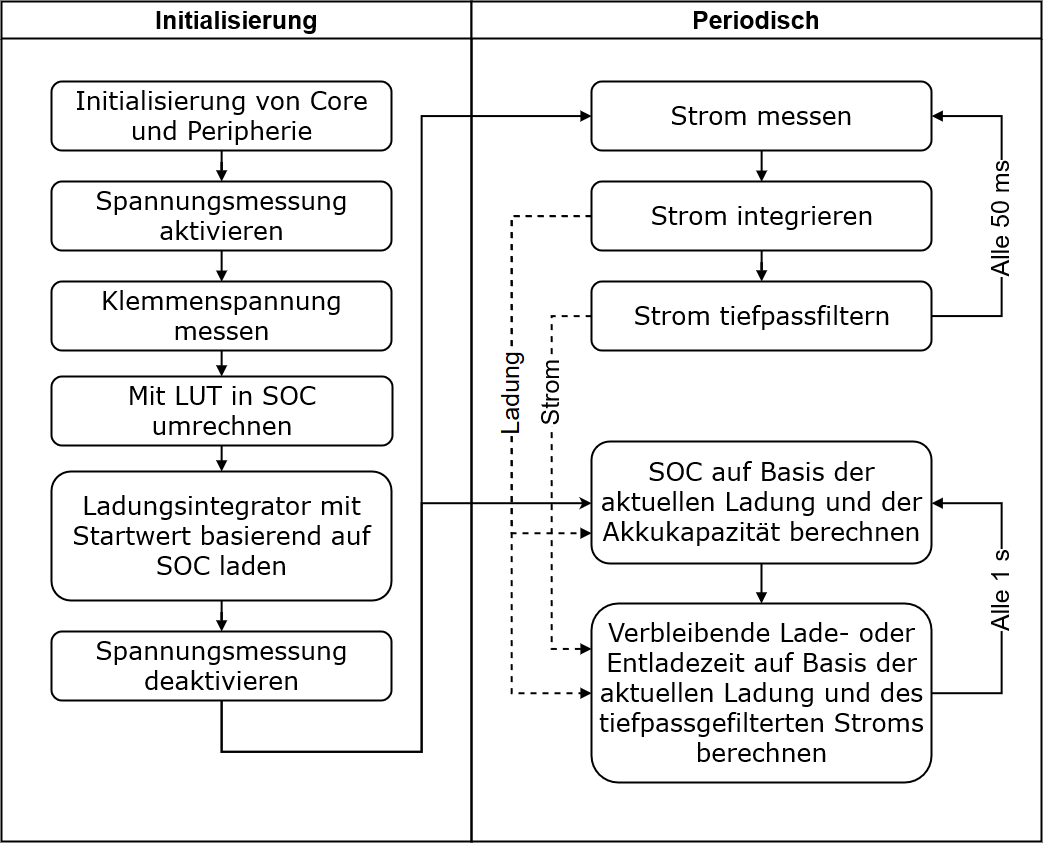 Initialisierung
Periodisch
Initialisierung von Core
und Peripherie
Spannungsmessung
aktivieren
Klemmenspannung
messen
Mit LUT in SOC
umrechnen
Ladungsintegrator mit
Startwert basierend auf
SOC laden
Spannungsmessung
deaktivieren
Strom messen
Strom integrieren
Strom tiefpassfiltern
Alle 50 ms
Ladung
Strom
SOC auf Basis der
aktuellen Ladung und der
Akkukapazität berechnen
Verbleibende Lade- oder
Entladezeit auf Basis der
aktuellen Ladung und des
tiefpassgefilterten Stroms
berechnen
Alle 1 s